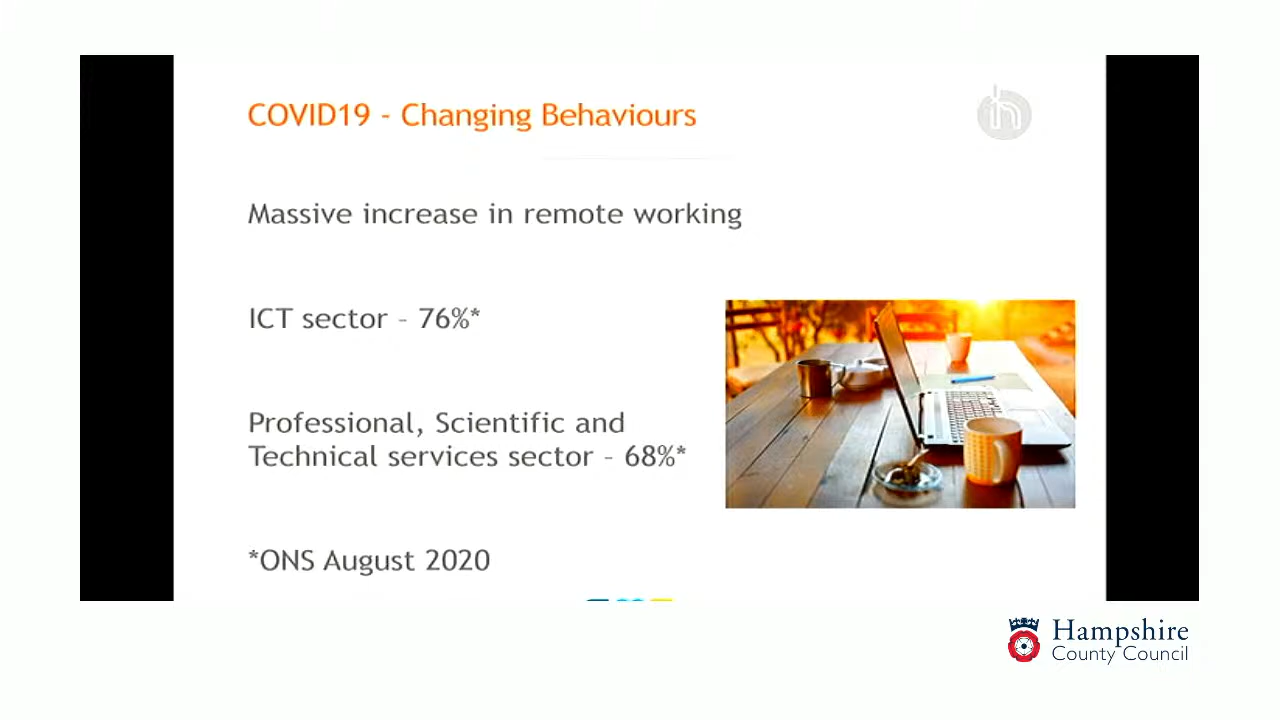 COVID19 - Changing Behaviours
Massive increase in remote working
ICT sector – 76%*
Professional, Scientific and
Technical services sector – 68%*
*ONS August 2020
Hampshire
County Council